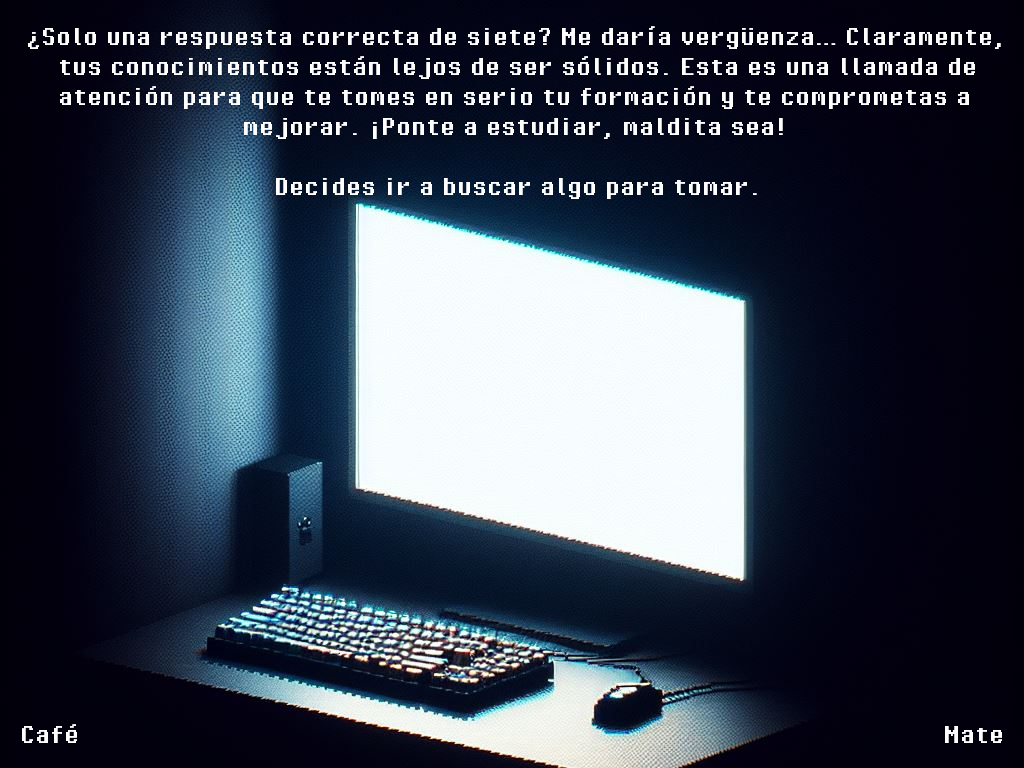 ¿Solo una respuesta correcta de siete? Me daría vergüenza... Claramente,
tus conocimientos están lejos de ser sólidos. Esta es una llamada de
atención para que te tomes en serio tu formación y te comprometas a
mejorar. ¡Ponte a estudiar, maldita sea!
Decides ir a buscar algo para tomar.
Café
Mate